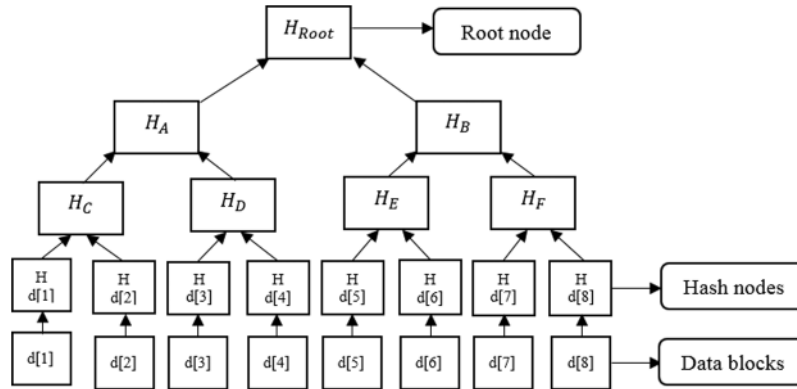 H_Root
Root node
H_A
H_B
H_C
H_D
H_E
H_F
H
d[1]
H
d[2]
H
d[3]
H
d[4]
H
d[5]
H
d[6]
H
d[7]
H
d[8]
Hash nodes
d[1]
d[2]
d[3]
d[4]
d[5]
d[6]
d[7]
d[8]
Data blocks